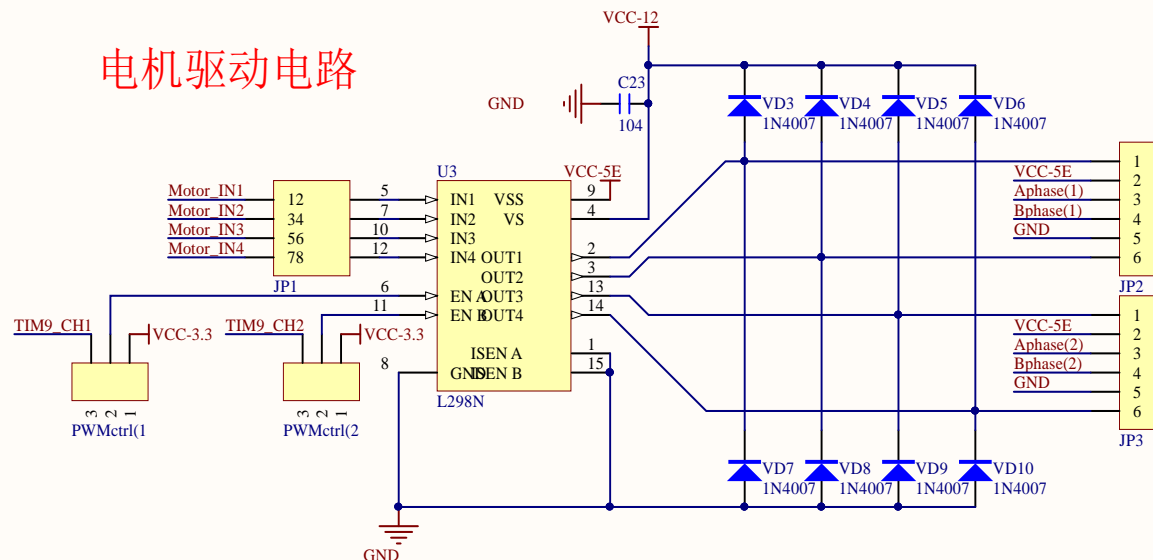 电机驱动电路
VCC-12
C23
GND
104
VD3
1N4007
VD4
1N4007
VD5
1N4007
VD6
1N4007
U3
VCC-5E
Motor_IN1
Motor_IN2
Motor_IN3
Motor_IN4
12
34
56
78
JP1
5
7
10
12
6
11
8
IN1
IN2
IN3
IN4
EN A
EN B
GND
VSS
VS
OUT1
OUT2
OUT3
OUT4
ISEN A
ISEN B
9
4
2
3
13
14
1
15
L298N
TIM9_CH1
VCC-3.3
3
2
1
PWMctrl(1
TIM9_CH2
VCC-3.3
3
2
1
PWMctrl(2
VCC-5E
Aphase(1)
Bphase(1)
GND
1
2
3
4
5
6
JP2
VCC-5E
Aphase(2)
Bphase(2)
GND
1
2
3
4
5
6
JP3
VD7
1N4007
VD8
1N4007
VD9
1N4007
VD10
1N4007
GND